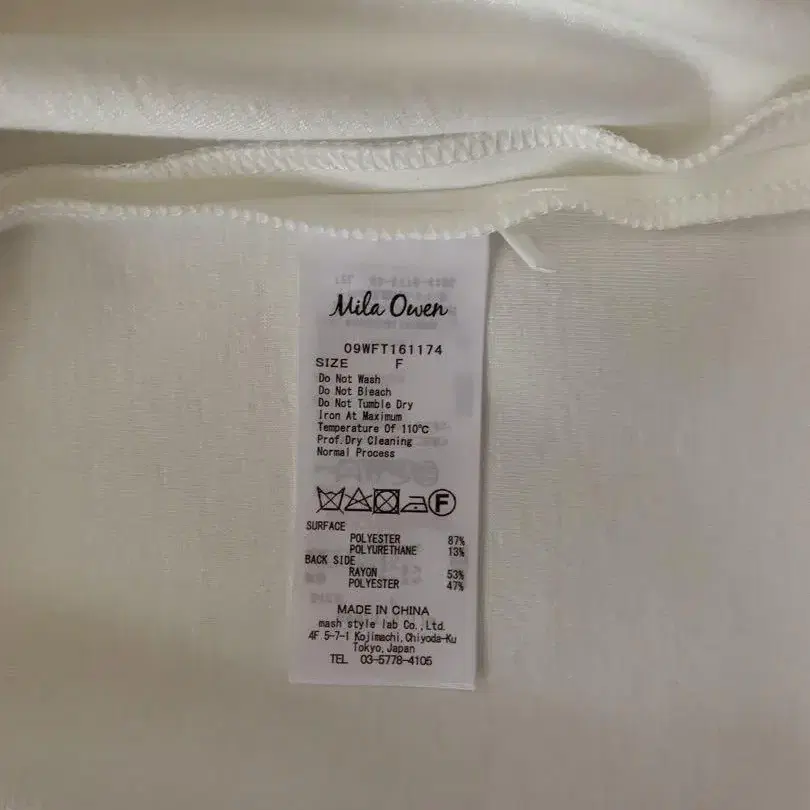 Mila Owen
09WFT161174
SIZE F
Do Not Wash
Do Not Bleach
Do Not Tumble Dry
Iron At Maximum
Temperature Of 110℃
Prof.Dry Cleaning
Normal Process
F
SURFACE
POLYESTER 87%
POLYURETHANE 13%
BACK SIDE
RAYON 53%
POLYESTER 47%
MADE IN CHINA
mash style lab Co.,Ltd.
4F 5-7-1 Kojimachi,Chiyoda-Ku
Tokyo,Japan
TEL 03-5778-4105